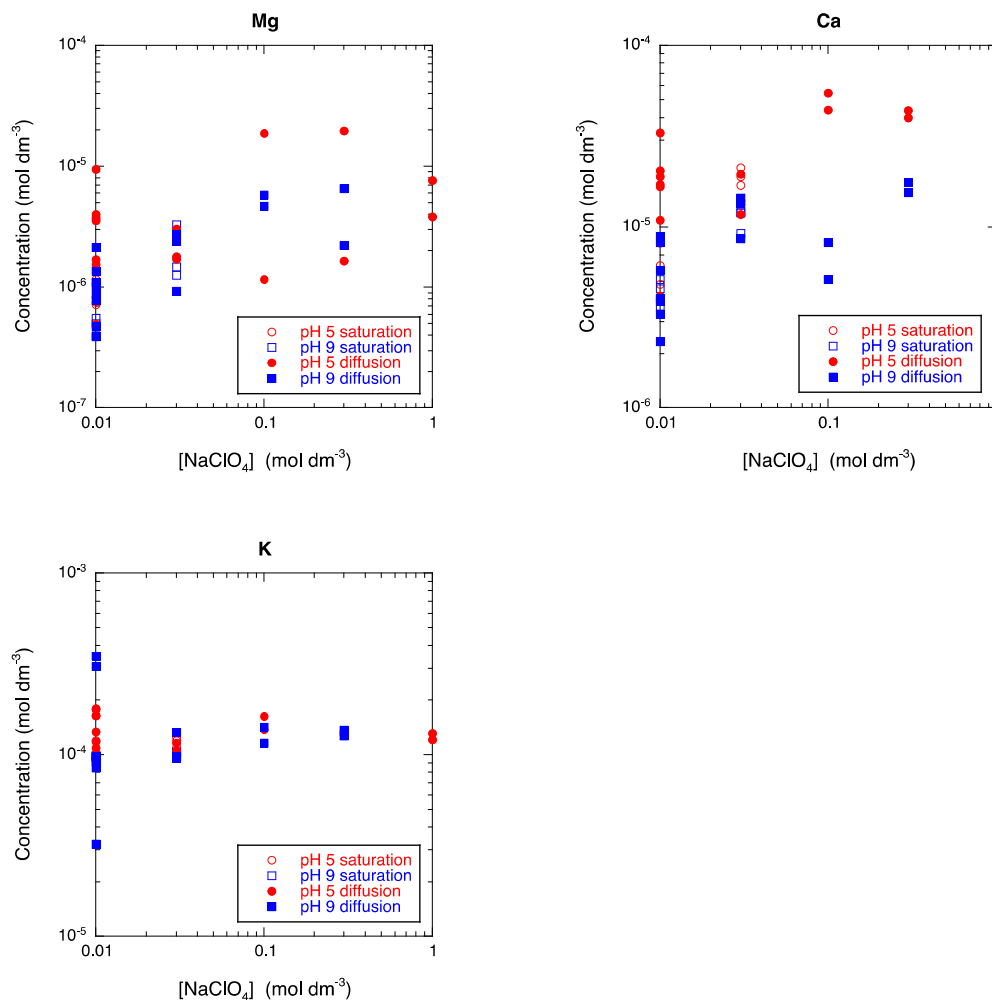 Mg
Concentration (mol dm⁻³)
10⁻⁴
10⁻⁵
10⁻⁶
10⁻⁷
0.01
0.1
1
[NaClO₄] (mol dm⁻³)
pH 5 saturation
pH 9 saturation
pH 5 diffusion
pH 9 diffusion
Ca
Concentration (mol dm⁻³)
10⁻⁴
10⁻⁵
10⁻⁶
0.01
0.1
[NaClO₄] (mol dm⁻³)
pH 5 saturation
pH 9 saturation
pH 5 diffusion
pH 9 diffusion
K
Concentration (mol dm⁻³)
10⁻³
10⁻⁴
10⁻⁵
0.01
0.1
1
[NaClO₄] (mol dm⁻³)
pH 5 saturation
pH 9 saturation
pH 5 diffusion
pH 9 diffusion